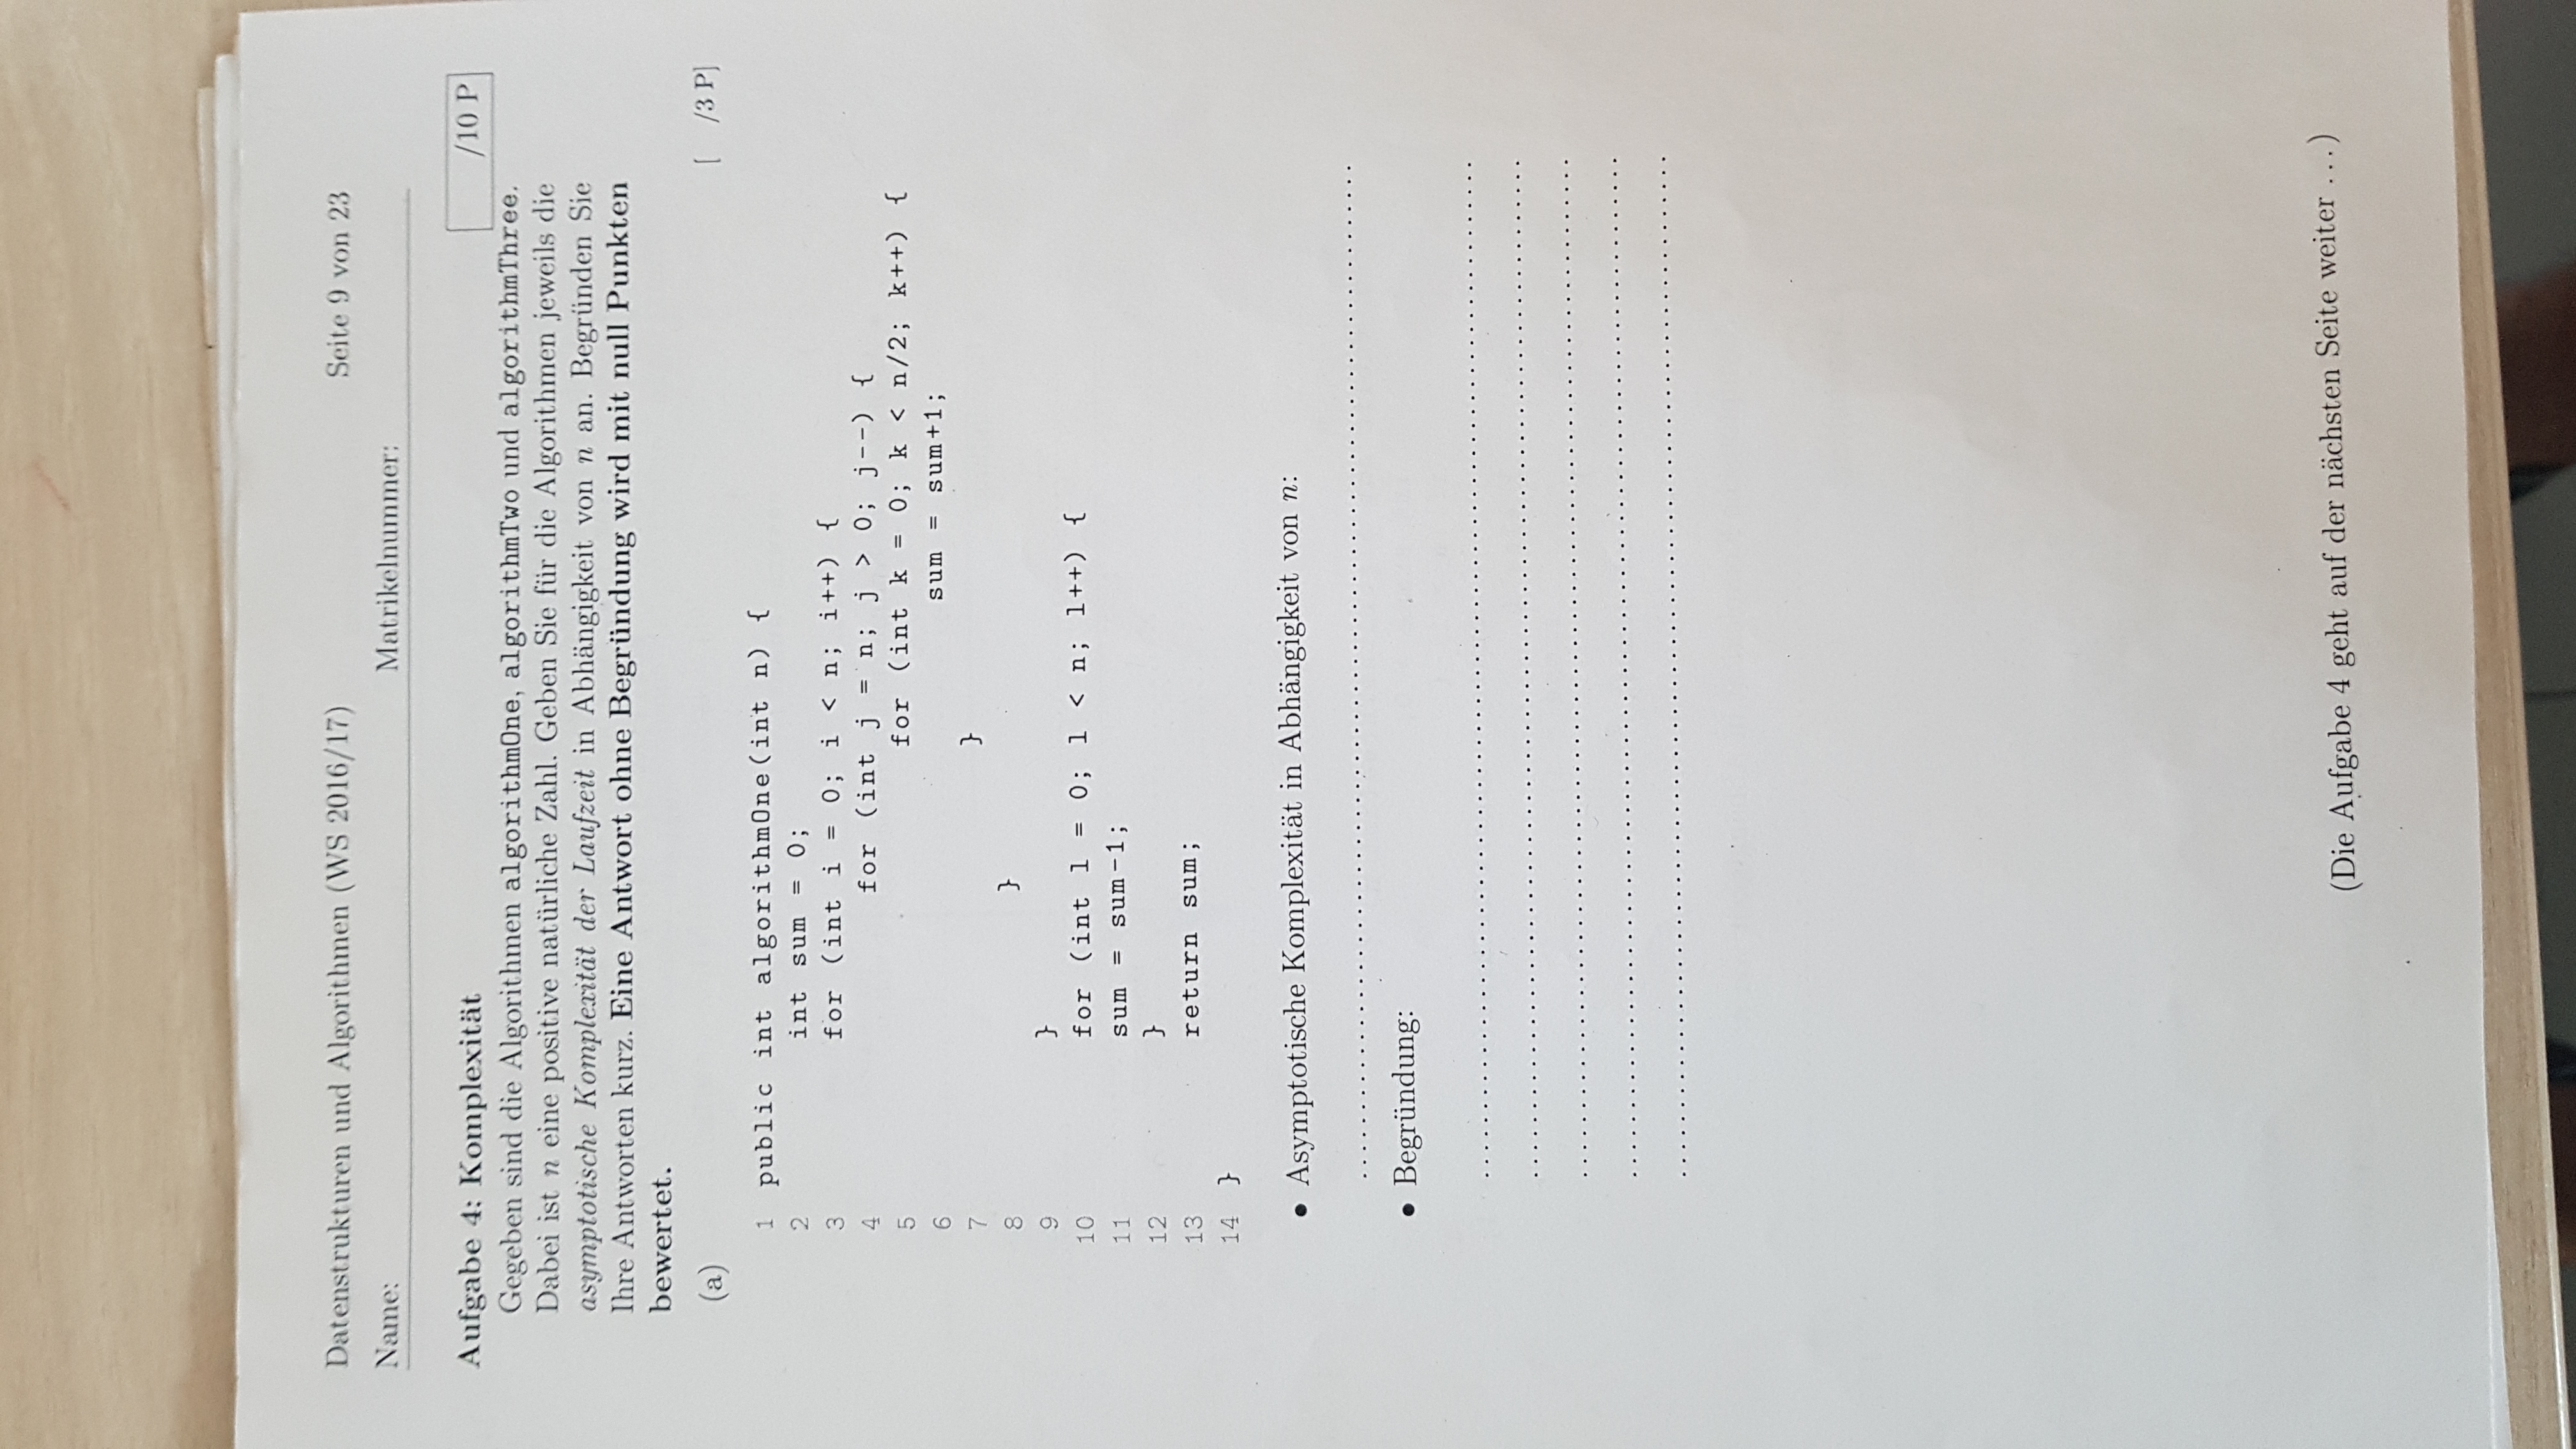 Datenstrukturen und Algorithmen (WS 2016/17) Seite 9 von 23
Name: Matrikelnummer:
Aufgabe 4: Komplexität /10 P
Gegeben sind die Algorithmen algorithmOne, algorithmTwo und algorithmThree.
Dabei ist n eine positive natürliche Zahl. Geben Sie für die Algorithmen jeweils die
asymptotische Komplexität der Laufzeit in Abhängigkeit von n an. Begründen Sie
Ihre Antworten kurz. Eine Antwort ohne Begründung wird mit null Punkten
bewertet.
(a) [ /3 P]
1 public int algorithmOne(int n) {
2 int sum = 0;
3 for (int i = 0; i < n; i++) {
4 for (int j = n; j > 0; j--) {
5 for (int k = 0; k < n/2; k++) {
6 sum = sum+1;
7 }
8 }
9 }
10 for (int l = 0; l < n; l++) {
11 sum = sum-1;
12 }
13 return sum;
14 }
• Asymptotische Komplexität in Abhängigkeit von n:
• Begründung:
(Die Aufgabe 4 geht auf der nächsten Seite weiter ...)